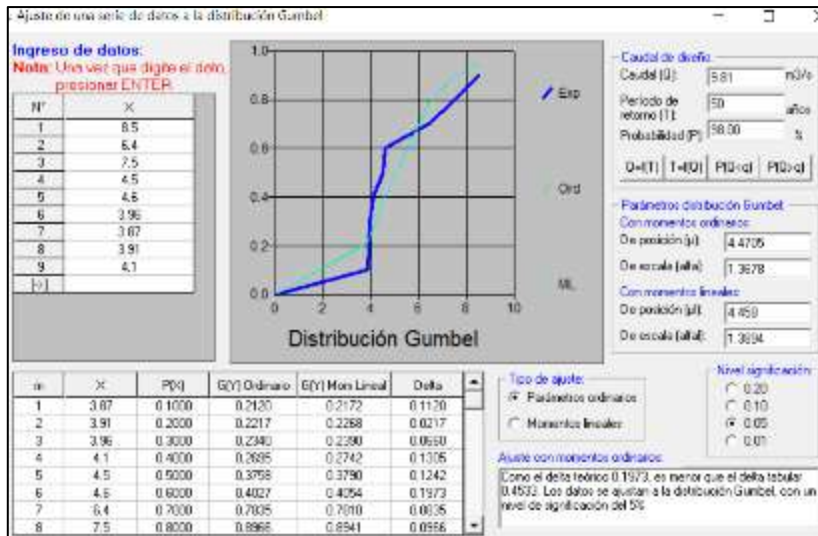 Ajuste de una serie de datos a la distribución Gumbel
Ingreso de datos:
Nota: Una vez que digite el dato,
presionar ENTER
N° X
1 8.5
2 6.4
3 7.5
4 4.5
5 4.6
6 3.96
7 3.87
8 3.91
9 4.1
[*]
1.0
0.8
0.6
0.4
0.2
0.0
0 2 4 6 8 10
Exp
Ord
ML
Distribución Gumbel
Caudal de diseño:
Caudal (Q): 9.81 m3/s
Período de
retorno (T): 50 años
Probabilidad (P): 98.00 %
Q=f(T) T=f(Q) P(Q<q) P(Q>q)
Parámetros distribución Gumbel:
Con momentos ordinarios:
De posición (µ): 4.4705
De escala (alfa): 1.3678
Con momentos lineales:
De posición (µl): 4.459
De escala (alfal): 1.3894
m X P(X) G(Y) Ordinario G(Y) Mom Lineal Delta
1 3.87 0.1000 0.2120 0.2172 0.1120
2 3.91 0.2000 0.2217 0.2268 0.0217
3 3.96 0.3000 0.2340 0.2390 0.0660
4 4.1 0.4000 0.2695 0.2742 0.1305
5 4.5 0.5000 0.3758 0.3790 0.1242
6 4.6 0.6000 0.4027 0.4054 0.1973
7 6.4 0.7000 0.7835 0.7810 0.0835
8 7.5 0.8000 0.8966 0.8941 0.0966
Tipo de ajuste:
Parámetros ordinarios
Momentos lineales
Nivel significación:
0.20
0.10
0.05
0.01
Ajuste con momentos ordinarios:
Como el delta teórico 0.1973, es menor que el delta tabular
0.4533. Los datos se ajustan a la distribución Gumbel, con un
nivel de significación del 5%